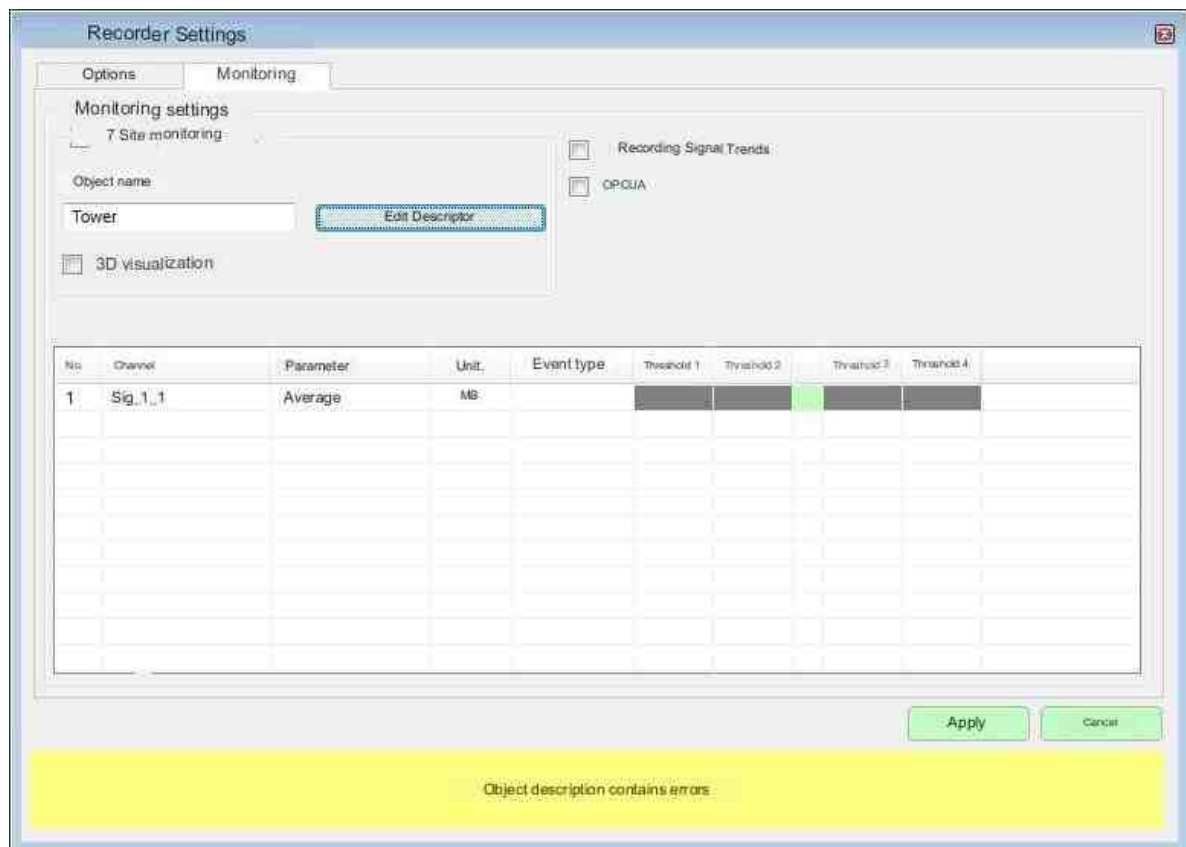 Recorder Settings
Options Monitoring
Monitoring settings
7 Site monitoring
Recording Signal Trends
Object name
OPCUA
Tower
Edit Descriptor
3D visualization
No. Channel Parameter Unit. Event type Threshold 1 Threshold 2 Threshold 3 Threshold 4
1 Sig_1_1 Average MB
Apply Cancel
Object description contains errors